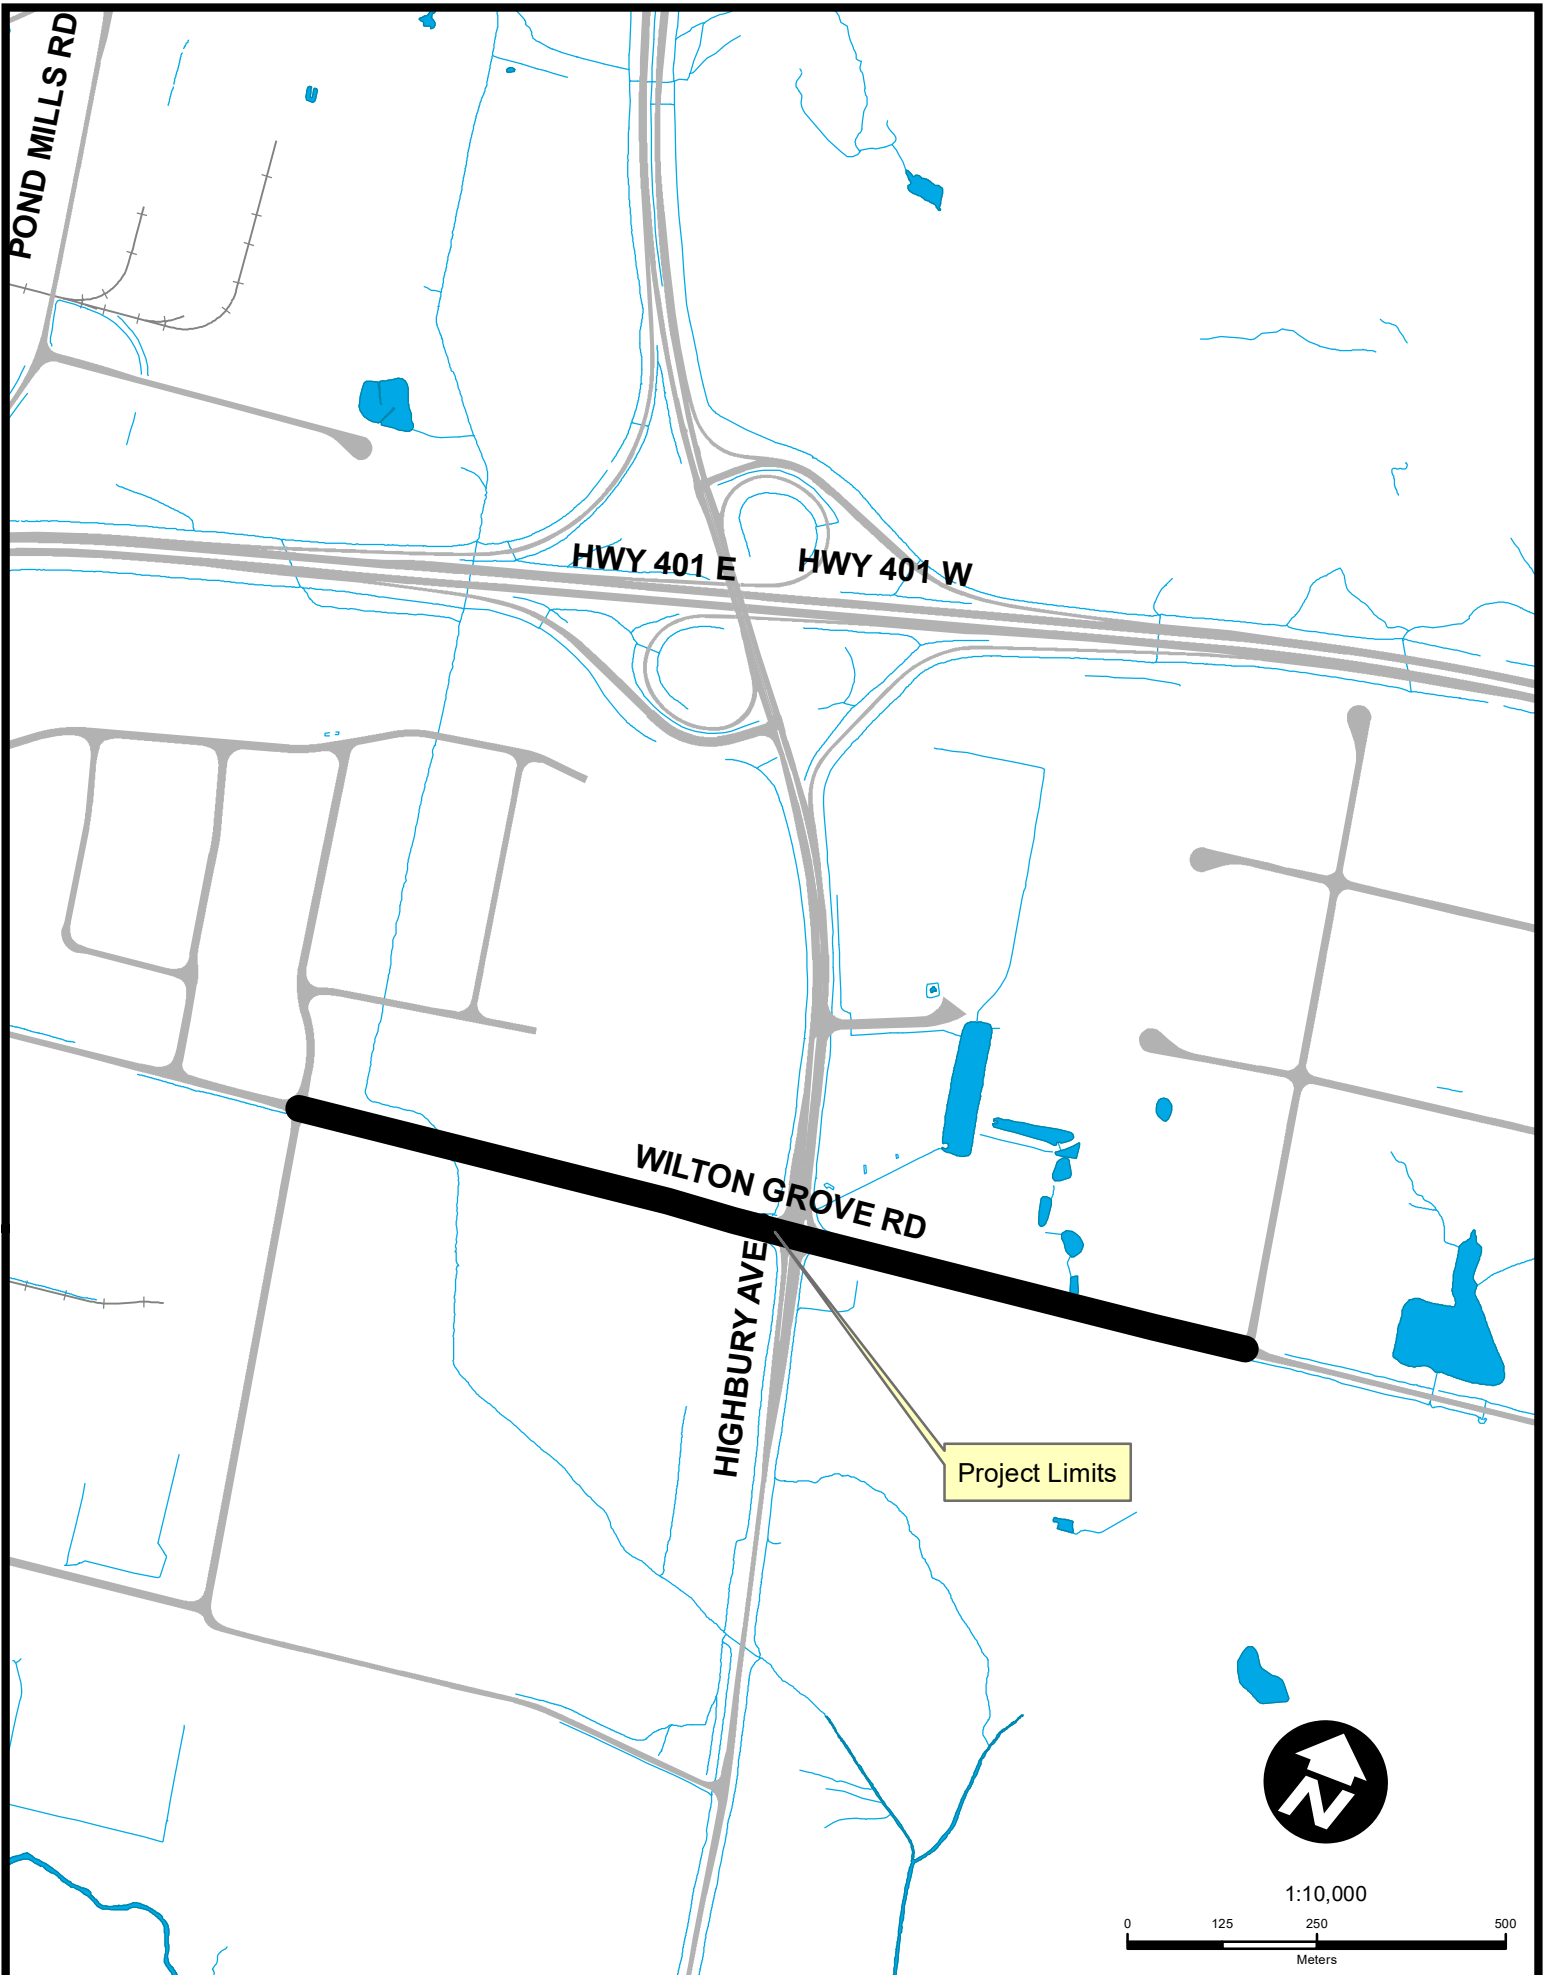 POND MILLS RD
HWY 401 E
HWY 401 W
WILTON GROVE RD
HIGHBURY AVE
Project Limits
N
1:10,000
0 125 250 500
Meters